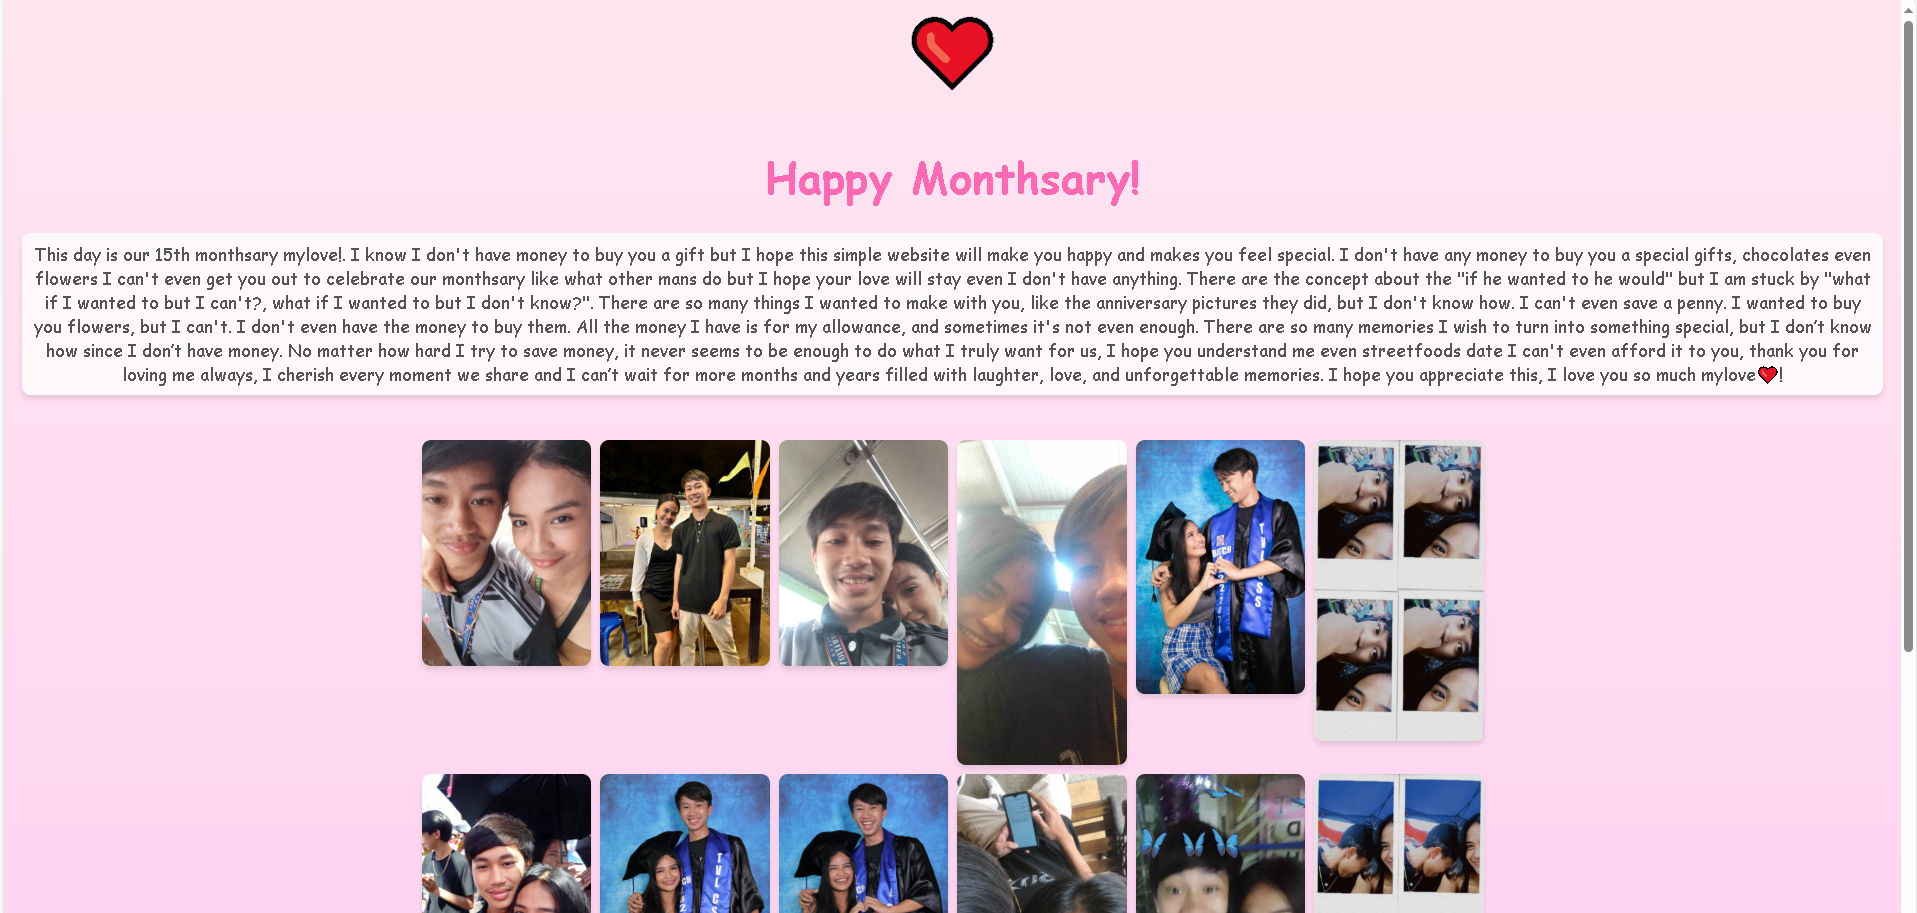 Happy Monthsary!
This day is our 15th monthsary mylove!. I know I don't have money to buy you a gift but I hope this simple website will make you happy and makes you feel special. I don't have any money to buy you a special gifts, chocolates even
flowers I can't even get you out to celebrate our monthsary like what other mans do but I hope your love will stay even I don't have anything. There are the concept about the "if he wanted to he would" but I am stuck by "what
if I wanted to but I can't?, what if I wanted to but I don't know?". There are so many things I wanted to make with you, like the anniversary pictures they did, but I don't know how. I can't even save a penny. I wanted to buy
you flowers, but I can't. I don't even have the money to buy them. All the money I have is for my allowance, and sometimes it's not even enough. There are so many memories I wish to turn into something special, but I don’t know
how since I don’t have money. No matter how hard I try to save money, it never seems to be enough to do what I truly want for us, I hope you understand me even streetfoods date I can't even afford it to you, thank you for
loving me always, I cherish every moment we share and I can’t wait for more months and years filled with laughter, love, and unforgettable memories. I hope you appreciate this, I love you so much mylove❤️!